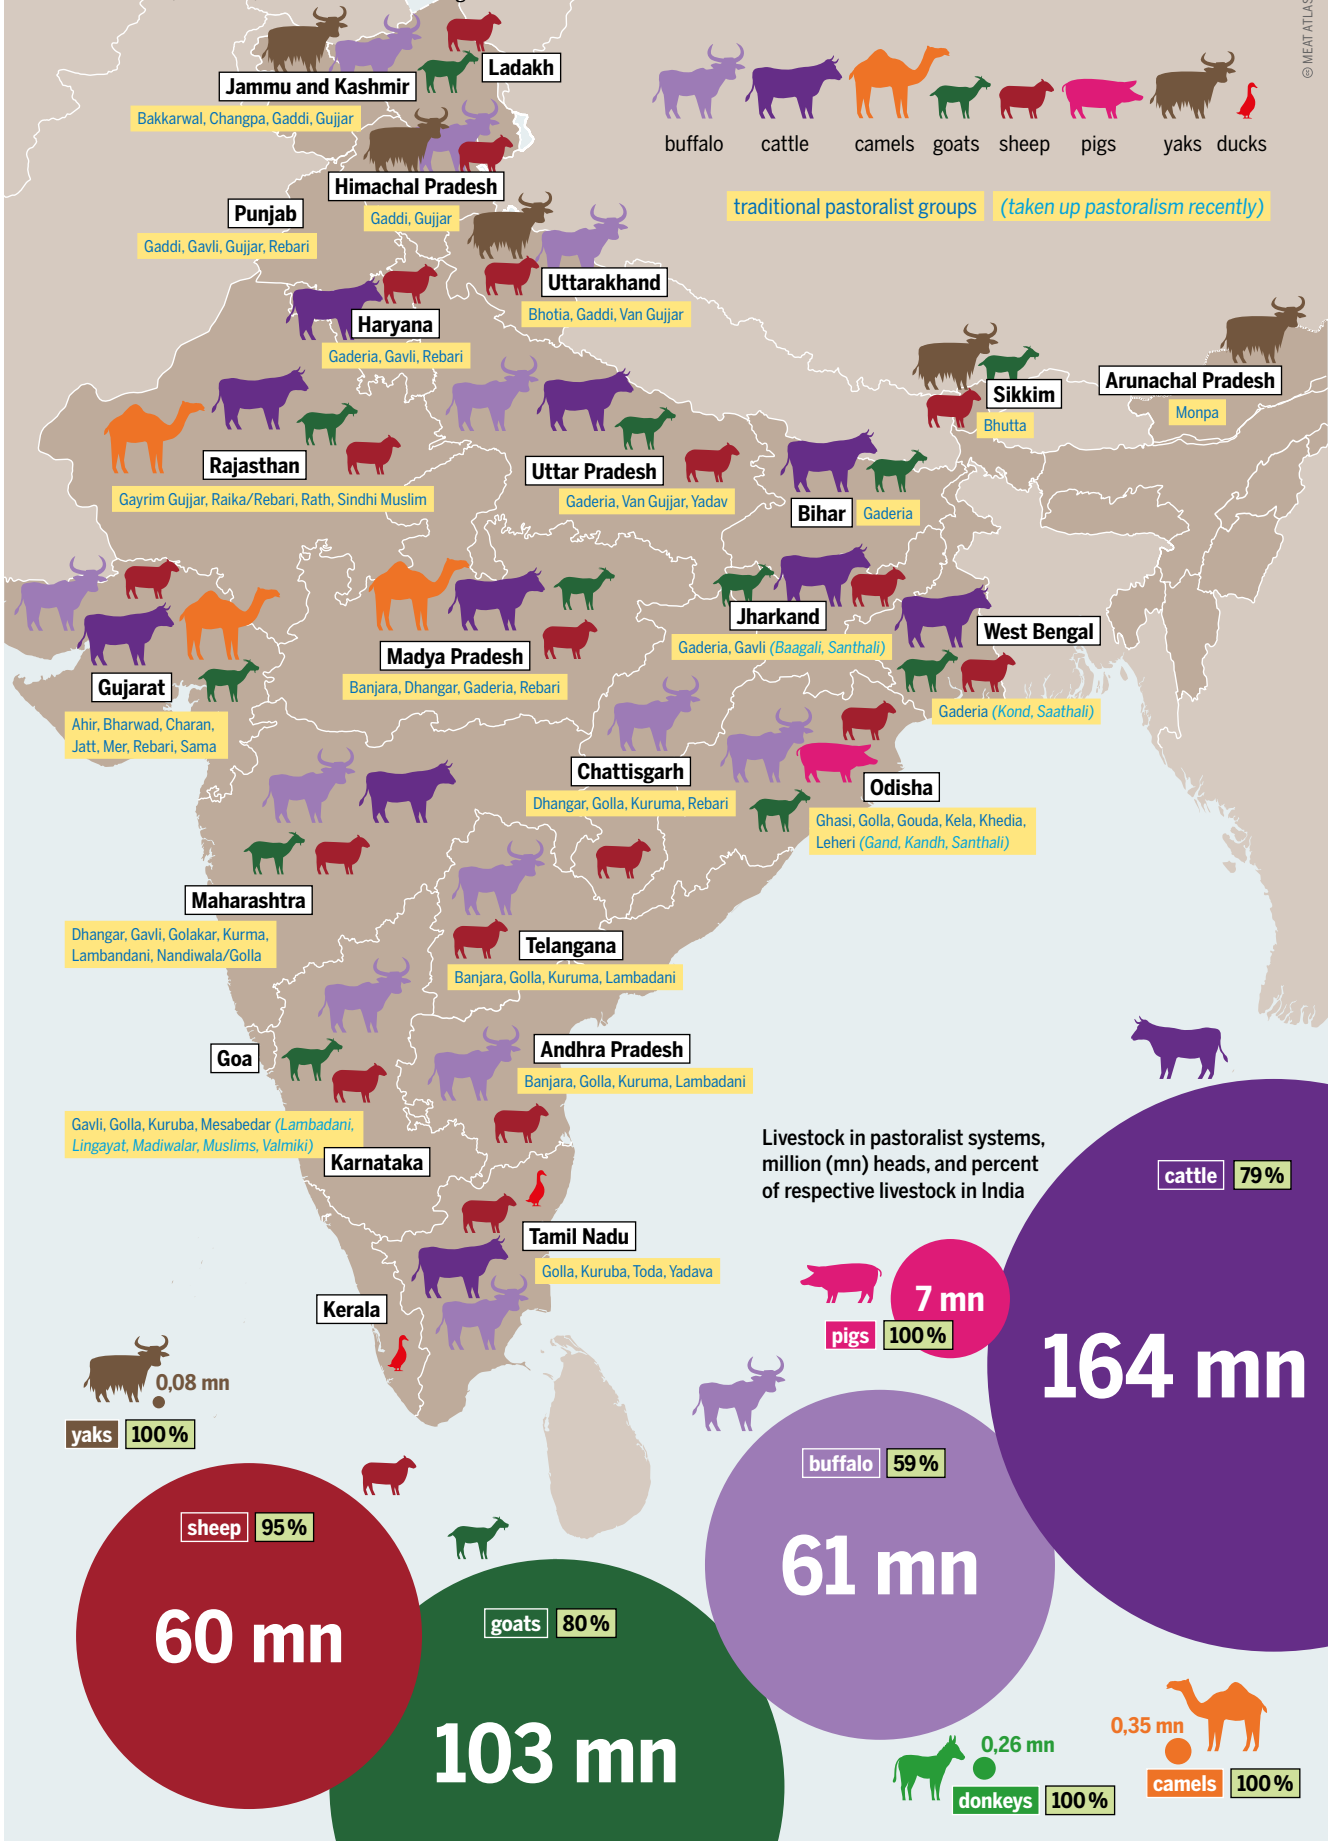 © MEAT ATLAS
Ladakh
Jammu and Kashmir
Bakkarwal, Changpa, Gaddi, Gujjar
buffalo
cattle
camels
goats
sheep
pigs
yaks
ducks
traditional pastoralist groups
(taken up pastoralism recently)
Himachal Pradesh
Gaddi, Gujjar
Punjab
Gaddi, Gavli, Gujjar, Rebari
Uttarakhand
Bhotia, Gaddi, Van Gujjar
Haryana
Gaderia, Gavli, Rebari
Arunachal Pradesh
Monpa
Sikkim
Bhutta
Rajasthan
Gayrim Gujjar, Raika/Rebari, Rath, Sindhi Muslim
Uttar Pradesh
Gaderia, Van Gujjar, Yadav
Bihar
Gaderia
Jharkand
Gaderia, Gavli (Baagali, Santhali)
West Bengal
Gaderia (Kond, Saathali)
Madya Pradesh
Banjara, Dhangar, Gaderia, Rebari
Gujarat
Ahir, Bharwad, Charan,
Jatt, Mer, Rebari, Sama
Chattisgarh
Dhangar, Golla, Kuruma, Rebari
Odisha
Ghasi, Golla, Gouda, Kela, Khedia,
Leheri (Gand, Kandh, Santhali)
Maharashtra
Dhangar, Gavli, Golakar, Kurma,
Lambandani, Nandiwala/Golla
Telangana
Banjara, Golla, Kuruma, Lambadani
Goa
Andhra Pradesh
Banjara, Golla, Kuruma, Lambadani
Gavli, Golla, Kuruba, Mesabedar (Lambadani,
Lingayat, Madiwalar, Muslims, Valmiki)
Karnataka
Tamil Nadu
Golla, Kuruba, Toda, Yadava
Kerala
Livestock in pastoralist systems,
million (mn) heads, and percent
of respective livestock in India
cattle 79 %
164 mn
7 mn
pigs 100 %
0,08 mn
yaks 100 %
buffalo 59 %
61 mn
sheep 95 %
60 mn
goats 80 %
103 mn
0,26 mn
donkeys 100 %
0,35 mn
camels 100 %